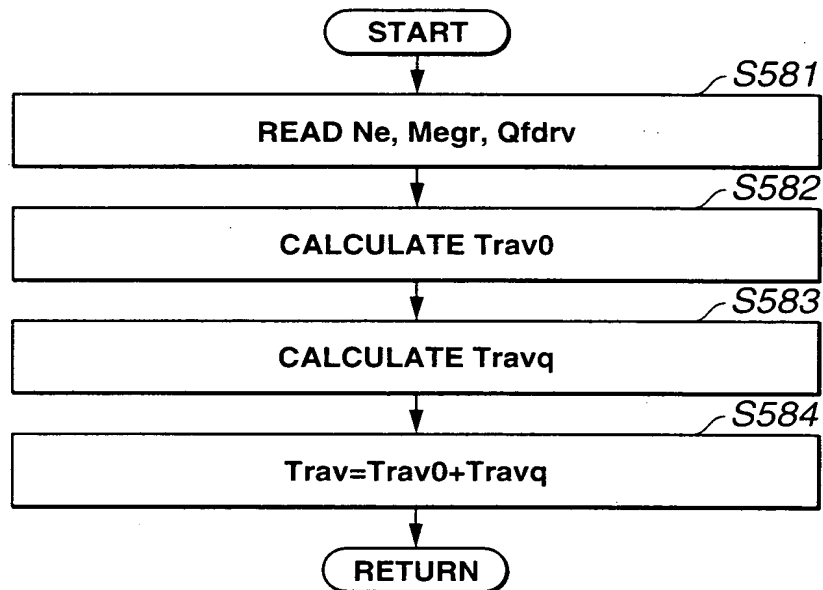 START
S581
READ Ne, Megr, Qfdrv
S582
CALCULATE Trav0
S583
CALCULATE Travq
S584
Trav=Trav0+Travq
RETURN